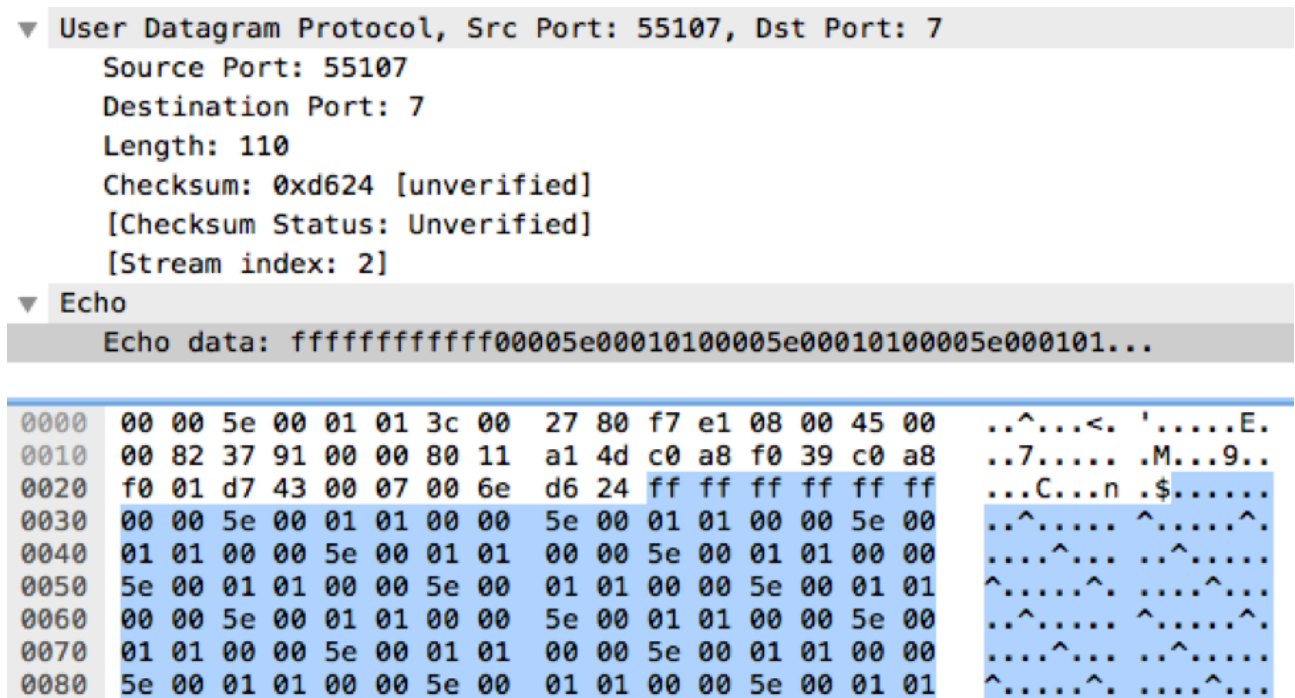 ▼ User Datagram Protocol, Src Port: 55107, Dst Port: 7
Source Port: 55107
Destination Port: 7
Length: 110
Checksum: 0xd624 [unverified]
[Checksum Status: Unverified]
[Stream index: 2]
▼ Echo
Echo data: ffffffffffff00005e00010100005e00010100005e000101...
0000 00 00 5e 00 01 01 3c 00 27 80 f7 e1 08 00 45 00 ..^...<. '.....E.
0010 00 82 37 91 00 00 80 11 a1 4d c0 a8 f0 39 c0 a8 ..7..... .M...9..
0020 f0 01 d7 43 00 07 00 6e d6 24 ff ff ff ff ff ff ...C...n .$......
0030 00 00 5e 00 01 01 00 00 5e 00 01 01 00 00 5e 00 ..^..... ^.....^.
0040 01 01 00 00 5e 00 01 01 00 00 5e 00 01 01 00 00 ....^... ..^.....
0050 5e 00 01 01 00 00 5e 00 01 01 00 00 5e 00 01 01 ^.....^. ....^...
0060 00 00 5e 00 01 01 00 00 5e 00 01 01 00 00 5e 00 ..^..... ^.....^.
0070 01 01 00 00 5e 00 01 01 00 00 5e 00 01 01 00 00 ....^... ..^.....
0080 5e 00 01 01 00 00 5e 00 01 01 00 00 5e 00 01 01 ^.....^. ....^...